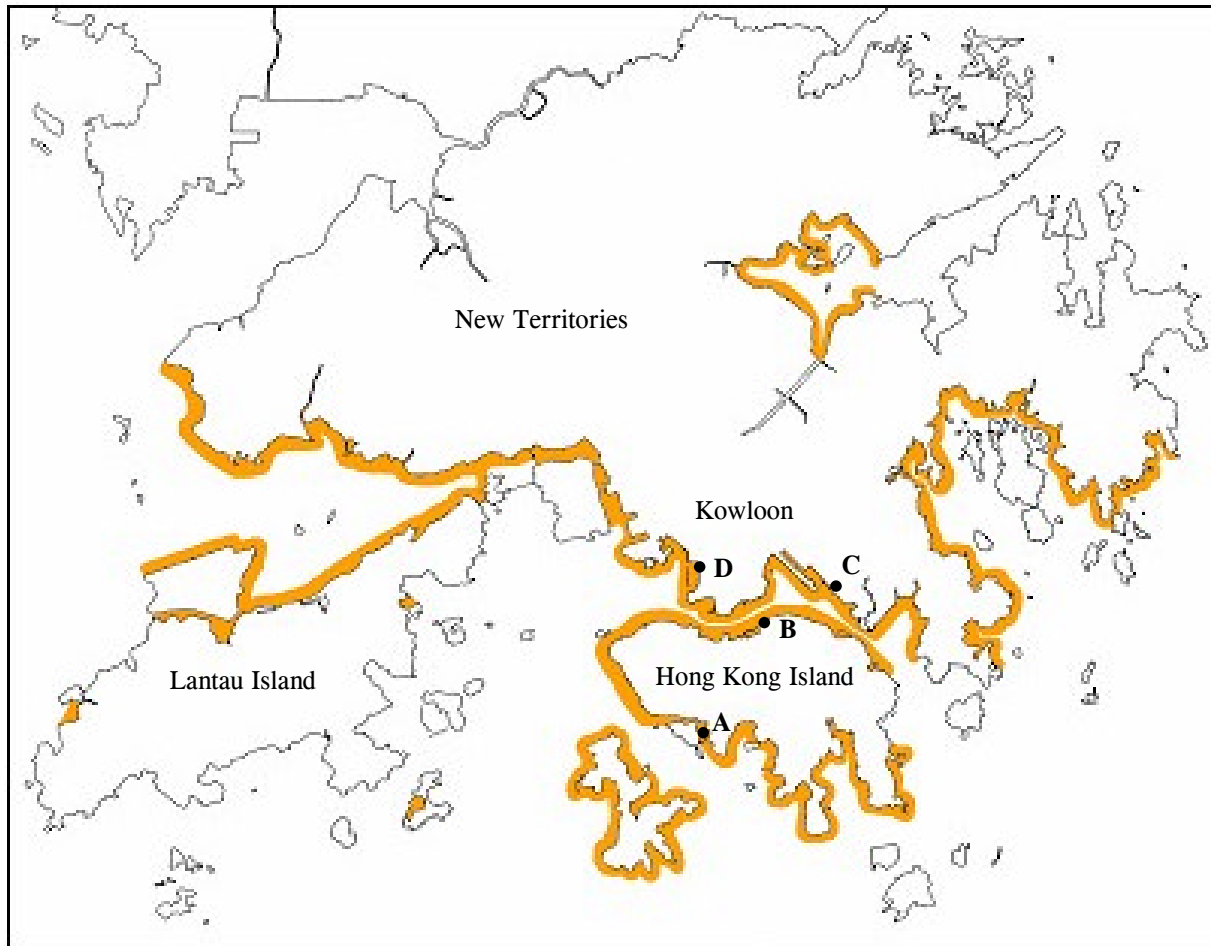 New Territories
Kowloon
D
C
B
Lantau Island
Hong Kong Island
A